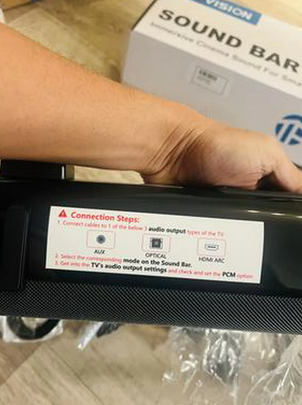 VISION
SOUND BAR
Immersive Cinema Sound For Sma
Connection Steps:
1. Connect cables to 1 of the below 3 audio output types of the TV.
AUX
OPTICAL
HDMI ARC
2. Select the corresponding mode on the Sound Bar.
3. Get into the TV's audio output settings and check and set the PCM option